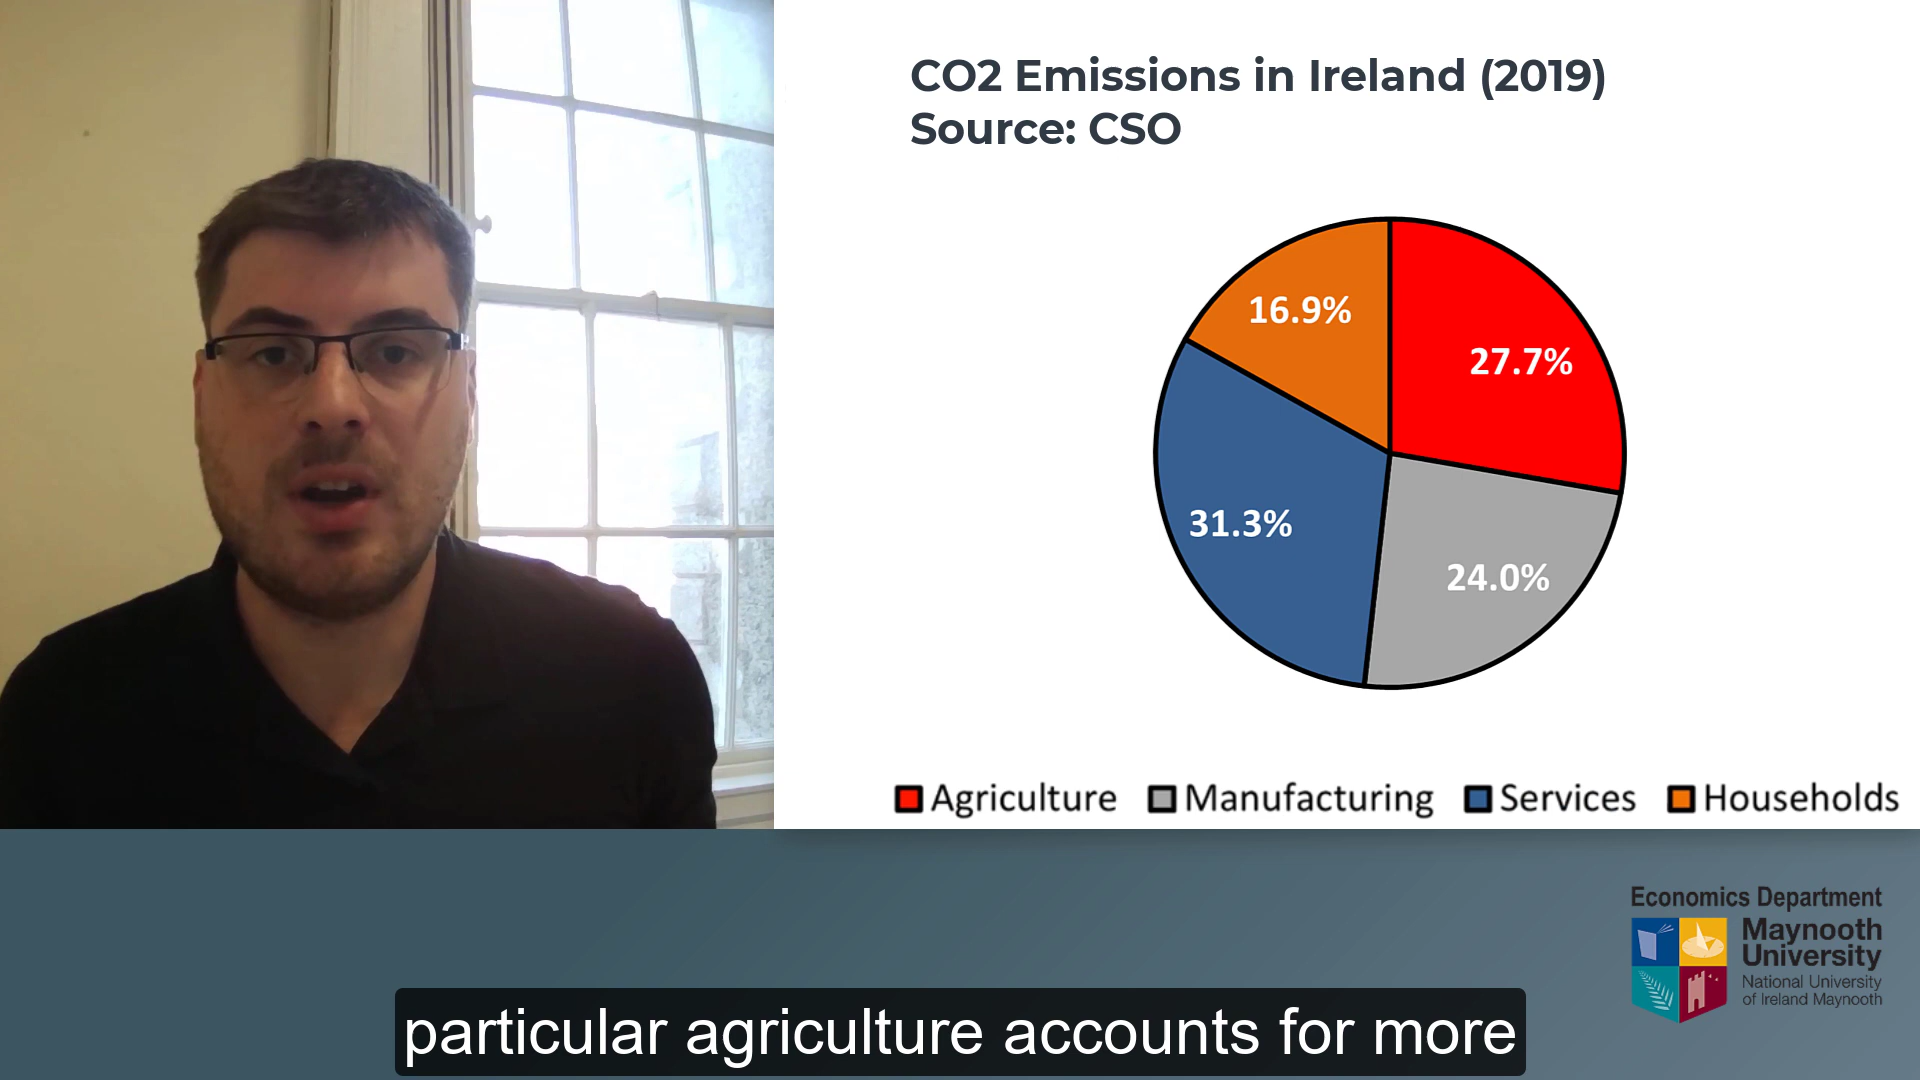 CO2 Emissions in Ireland (2019)
Source: CSO
16.9%
27.7%
31.3%
24.0%
Agriculture
Manufacturing
Services
Households
Economics Department
Maynooth
University
National University
of Ireland Maynooth
particular agriculture accounts for more